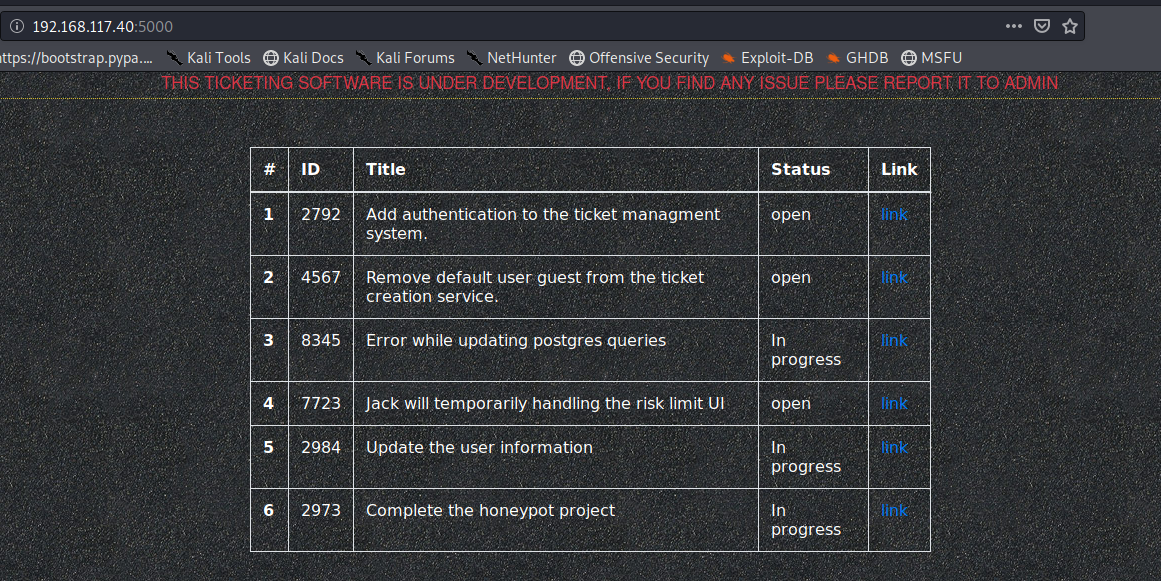 192.168.117.40:5000
ttps://bootstrap.pypa.... Kali Tools Kali Docs Kali Forums NetHunter Offensive Security Exploit-DB GHDB MSFU
THIS TICKETING SOFTWARE IS UNDER DEVELOPMENT, IF YOU FIND ANY ISSUE PLEASE REPORT IT TO ADMIN
# ID Title Status Link
1 2792 Add authentication to the ticket managment open link
system.
2 4567 Remove default user guest from the ticket open link
creation service.
3 8345 Error while updating postgres queries In link
progress
4 7723 Jack will temporarily handling the risk limit UI open link
5 2984 Update the user information In link
progress
6 2973 Complete the honeypot project In link
progress